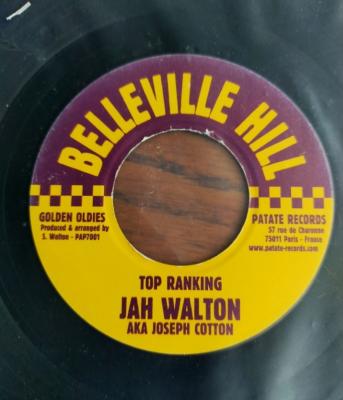 BELLEVILLE HILL
GOLDEN OLDIES
Produced & arranged by
S. Walton - PAP7001
PATATE RECORDS
57 rue de Charonne
75011 Paris - France
www.patate-records.com
TOP RANKING
JAH WALTON
AKA JOSEPH COTTON